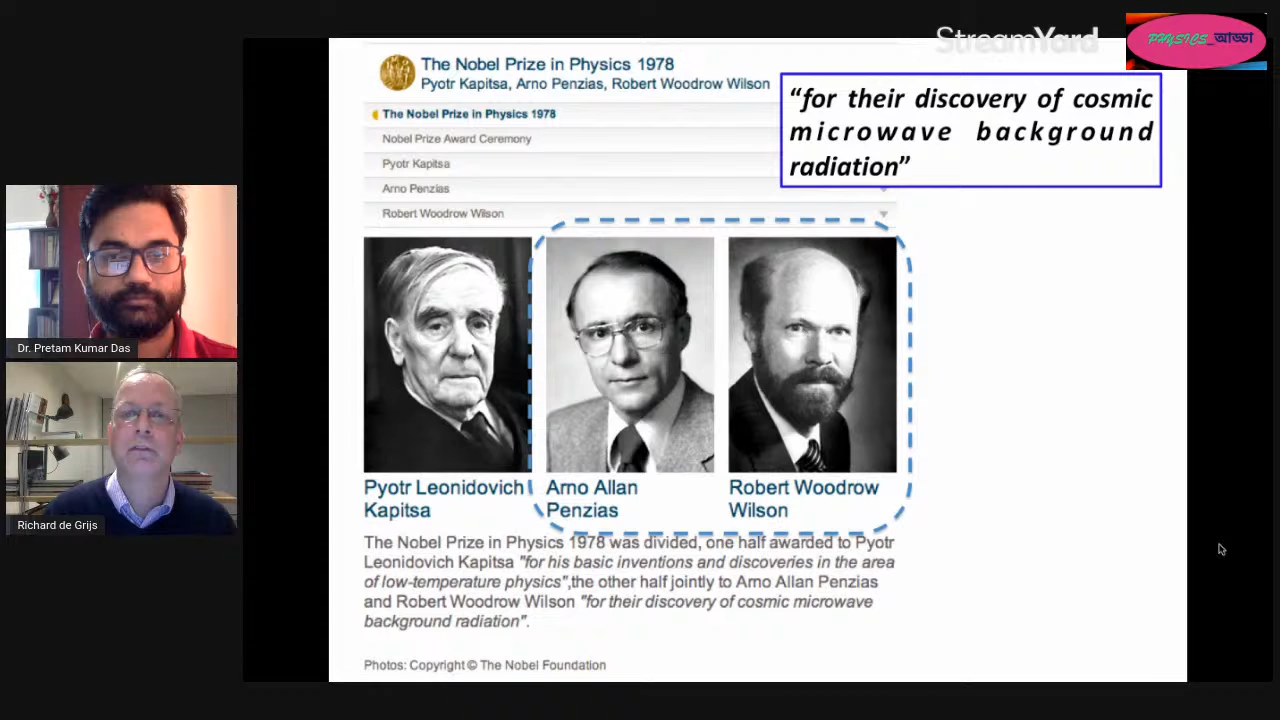 StreamYard
PHYSICS_আড্ডা
The Nobel Prize in Physics 1978
Pyotr Kapitsa, Arno Penzias, Robert Woodrow Wilson
The Nobel Prize in Physics 1978
Nobel Prize Award Ceremony
Pyotr Kapitsa
Arno Penzias
Robert Woodrow Wilson
“for their discovery of cosmic
microwave background
radiation”
Dr. Pretam Kumar Das
Richard de Grijs
Pyotr Leonidovich
Kapitsa
Arno Allan
Penzias
Robert Woodrow
Wilson
The Nobel Prize in Physics 1978 was divided, one half awarded to Pyotr
Leonidovich Kapitsa "for his basic inventions and discoveries in the area
of low-temperature physics",the other half jointly to Arno Allan Penzias
and Robert Woodrow Wilson "for their discovery of cosmic microwave
background radiation".
Photos: Copyright © The Nobel Foundation